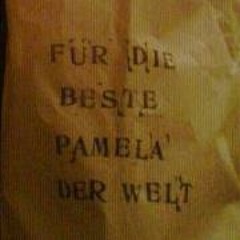 FÜR DIE
BESTE
PAMELA
DER WELT